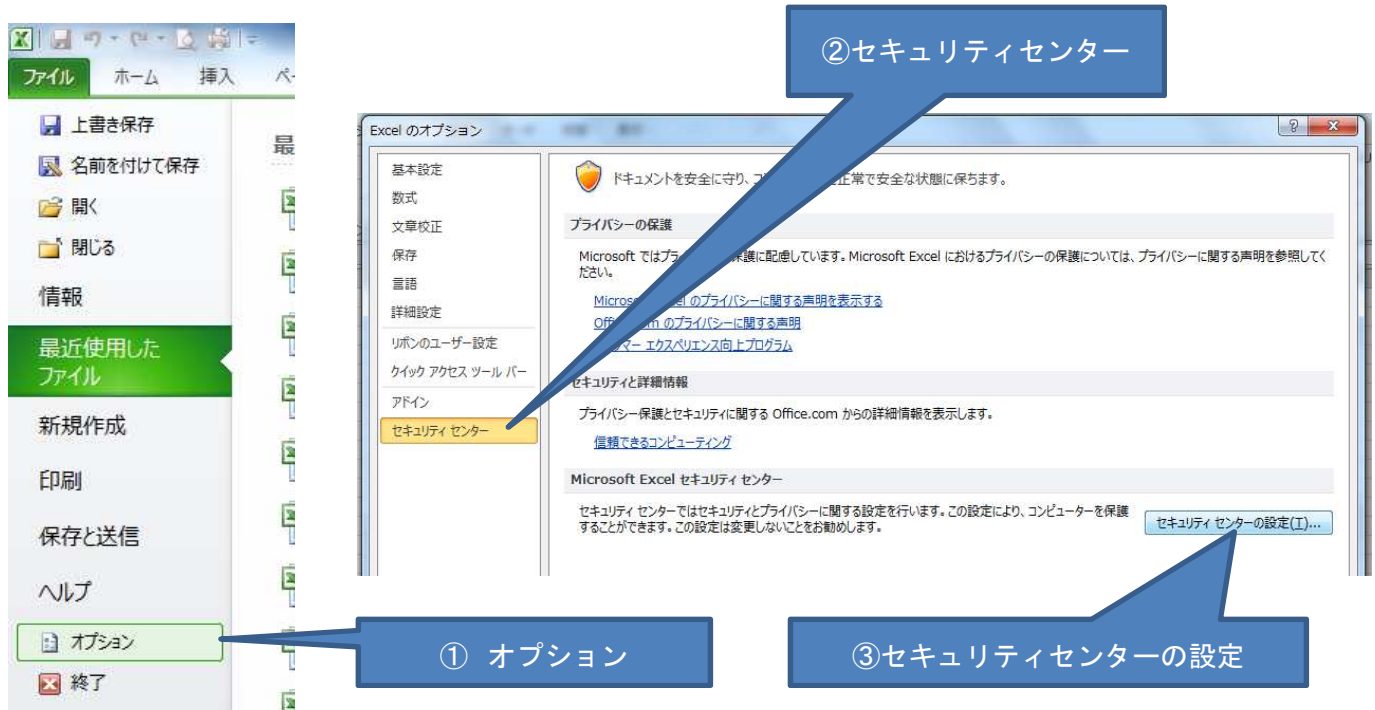 ファイル ホーム 挿入
上書き保存
名前を付けて保存
開く
閉じる
情報
最近使用した
ファイル
新規作成
印刷
保存と送信
ヘルプ
オプション
終了
最
① オプション
②セキュリティセンター
Excel のオプション
基本設定
数式
文章校正
保存
言語
詳細設定
リボンのユーザー設定
クイック アクセス ツール バー
アドイン
セキュリティ センター
ドキュメントを安全に守り、コ 正常で安全な状態に保ちます。
プライバシーの保護
Microsoft ではプラ 保護に配慮しています。Microsoft Excel におけるプライバシーの保護については、プライバシーに関する声明を参照してく
ださい。
Microso el のプライバシーに関する声明を表示する
Off m のプライバシーに関する声明
マー エクスペリエンス向上プログラム
セキュリティと詳細情報
プライバシー保護とセキュリティに関する Office.com からの詳細情報を表示します。
信頼できるコンピューティング
Microsoft Excel セキュリティ センター
セキュリティ センターではセキュリティとプライバシーに関する設定を行います。この設定により、コンピューターを保護
することができます。この設定は変更しないことをお勧めします。
セキュリティ センターの設定(T)...
③セキュリティセンターの設定